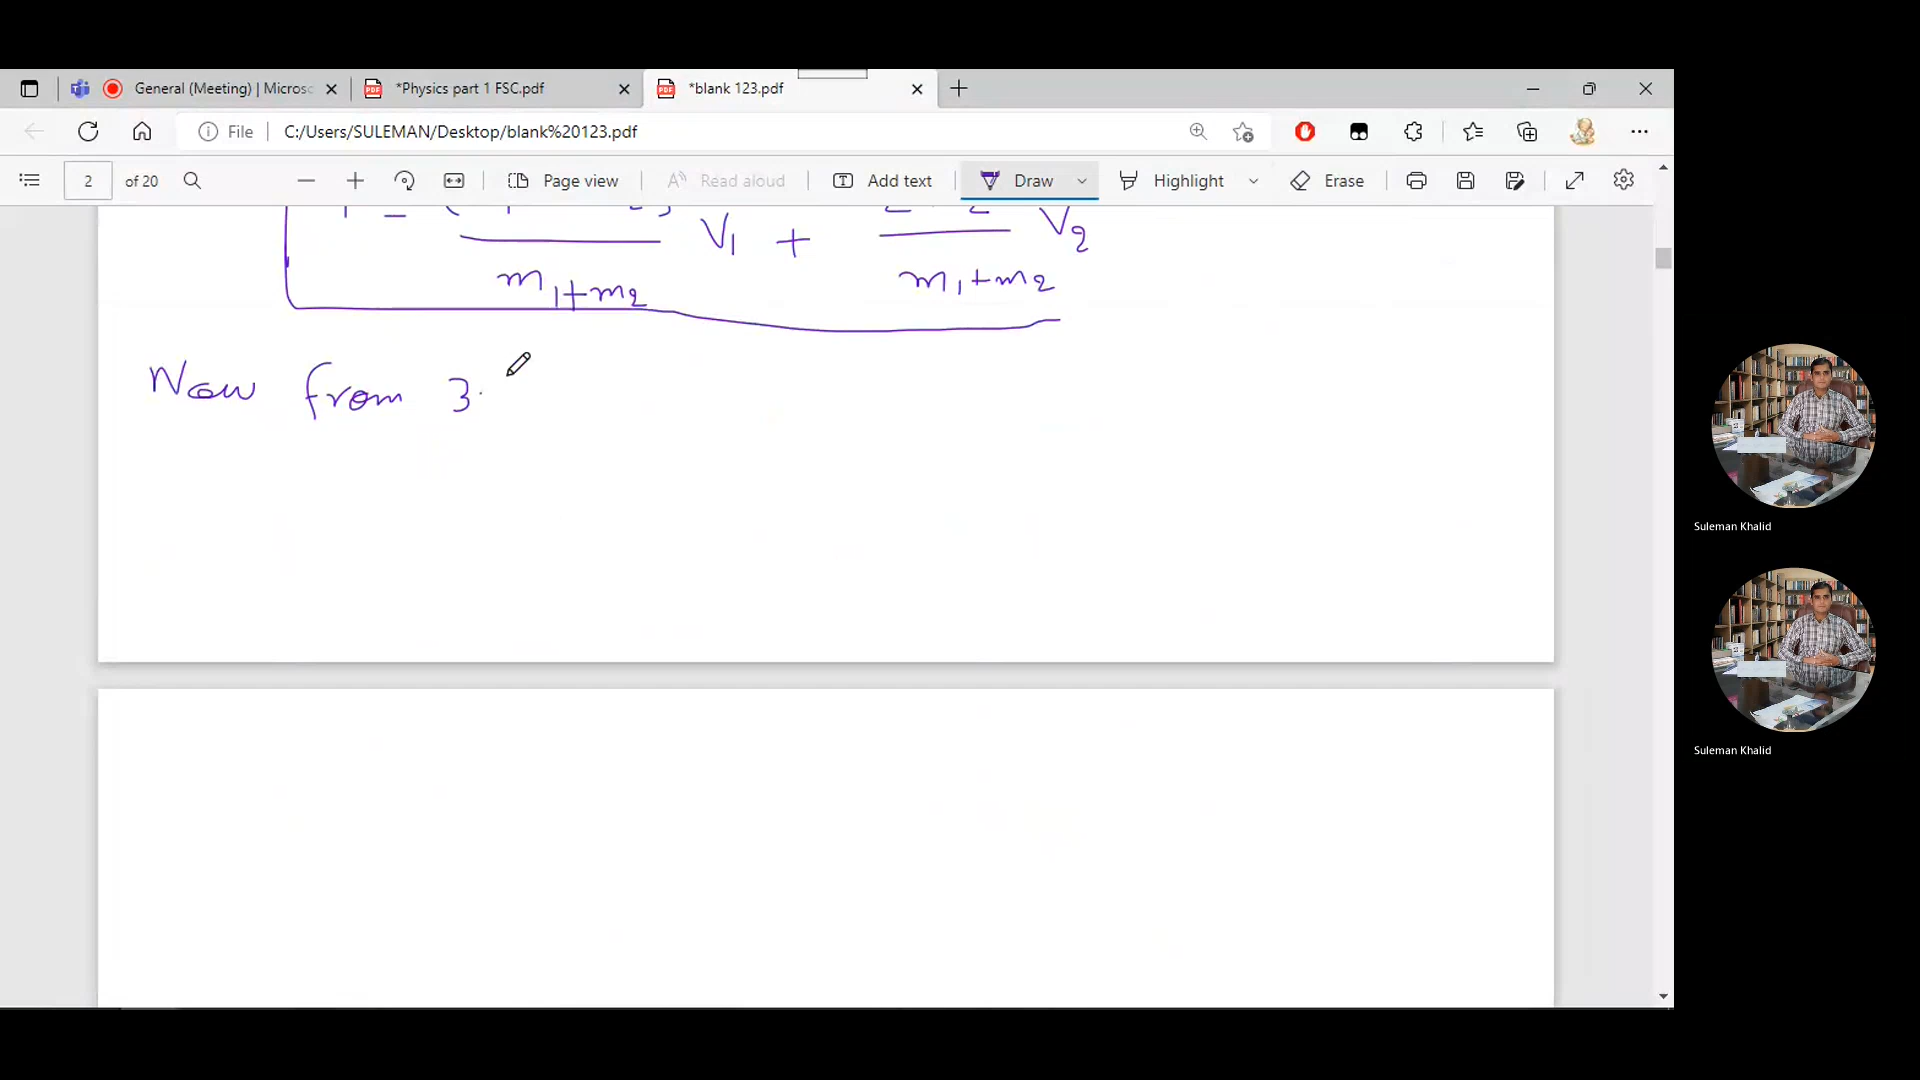 General (Meeting) | Micros
*Physics part 1 FSC.pdf
*blank 123.pdf
File C:/Users/SULEMAN/Desktop/blank%20123.pdf
2 of 20 Page view Read aloud Add text Draw Highlight Erase
V1 + V2
m1+m2 m1+m2
Now from 3.
Suleman Khalid
Suleman Khalid